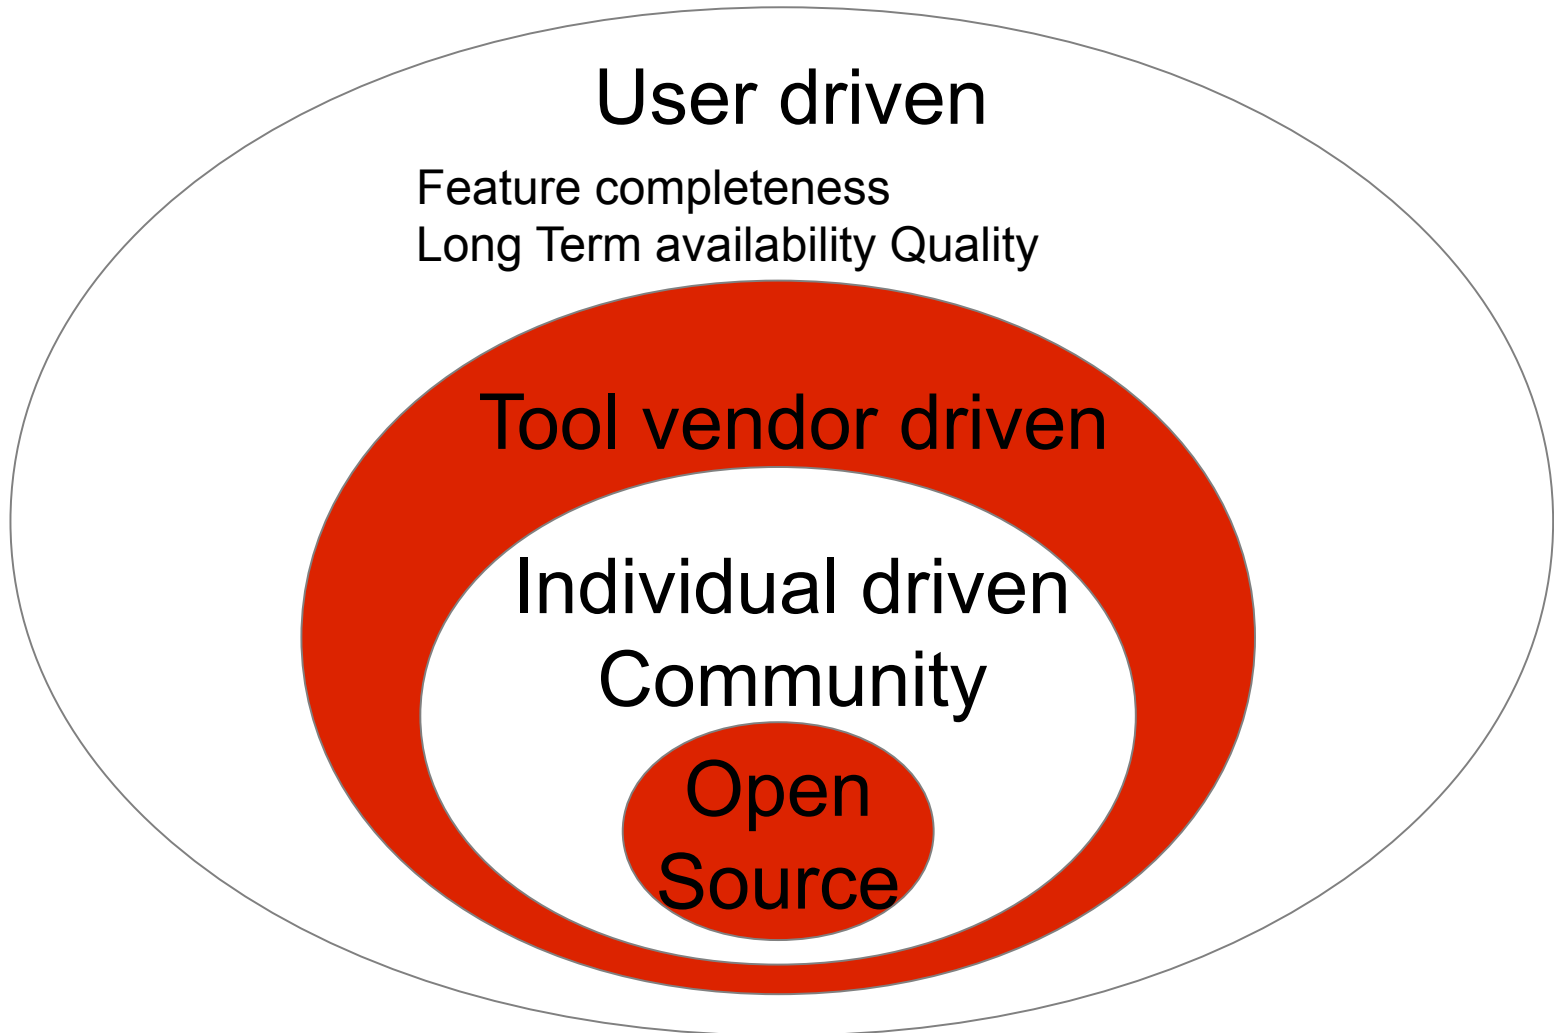 User driven
Feature completeness
Long Term availability Quality
Tool vendor driven
Individual driven
Community
Open
Source